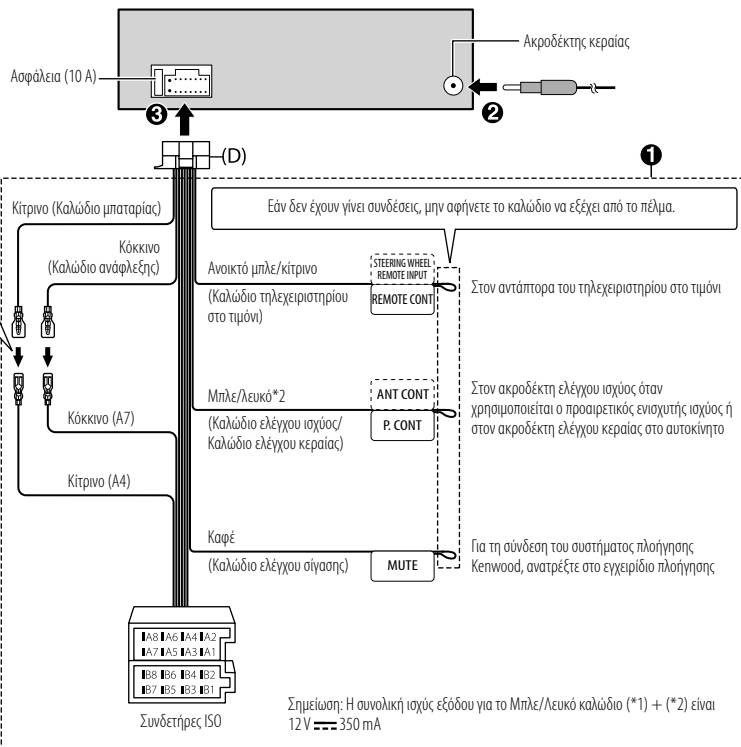 Ακροδέκτης κεραίας
Ασφάλεια (10 A)
❸
❷
(D)
❶
Κίτρινο (Καλώδιο μπαταρίας)
Εάν δεν έχουν γίνει συνδέσεις, μην αφήνετε το καλώδιο να εξέχει από το πέλμα.
Κόκκινο
(Καλώδιο ανάφλεξης)
Ανοικτό μπλε/κίτρινο
(Καλώδιο τηλεχειριστηρίου
στο τιμόνι)
STEERING WHEEL
REMOTE INPUT
REMOTE CONT
Στον αντάπτορα του τηλεχειριστηρίου στο τιμόνι
Μπλε/λευκό*2
(Καλώδιο ελέγχου ισχύος/
Καλώδιο ελέγχου κεραίας)
ANT CONT
P. CONT
Στον ακροδέκτη ελέγχου ισχύος όταν
χρησιμοποιείται ο προαιρετικός ενισχυτής ισχύος ή
στον ακροδέκτη ελέγχου κεραίας στο αυτοκίνητο
Κόκκινο (A7)
Κίτρινο (A4)
Καφέ
(Καλώδιο ελέγχου σίγασης)
MUTE
Για τη σύνδεση του συστήματος πλοήγησης
Kenwood, ανατρέξτε στο εγχειρίδιο πλοήγησης
A8 A6 A4 A2
A7 A5 A3 A1
B8 B6 B4 B2
B7 B5 B3 B1
Συνδετήρες ISO
Σημείωση: Η συνολική ισχύς εξόδου για το Μπλε/Λευκό καλώδιο (*1) + (*2) είναι
12 V ⎓ 350 mA